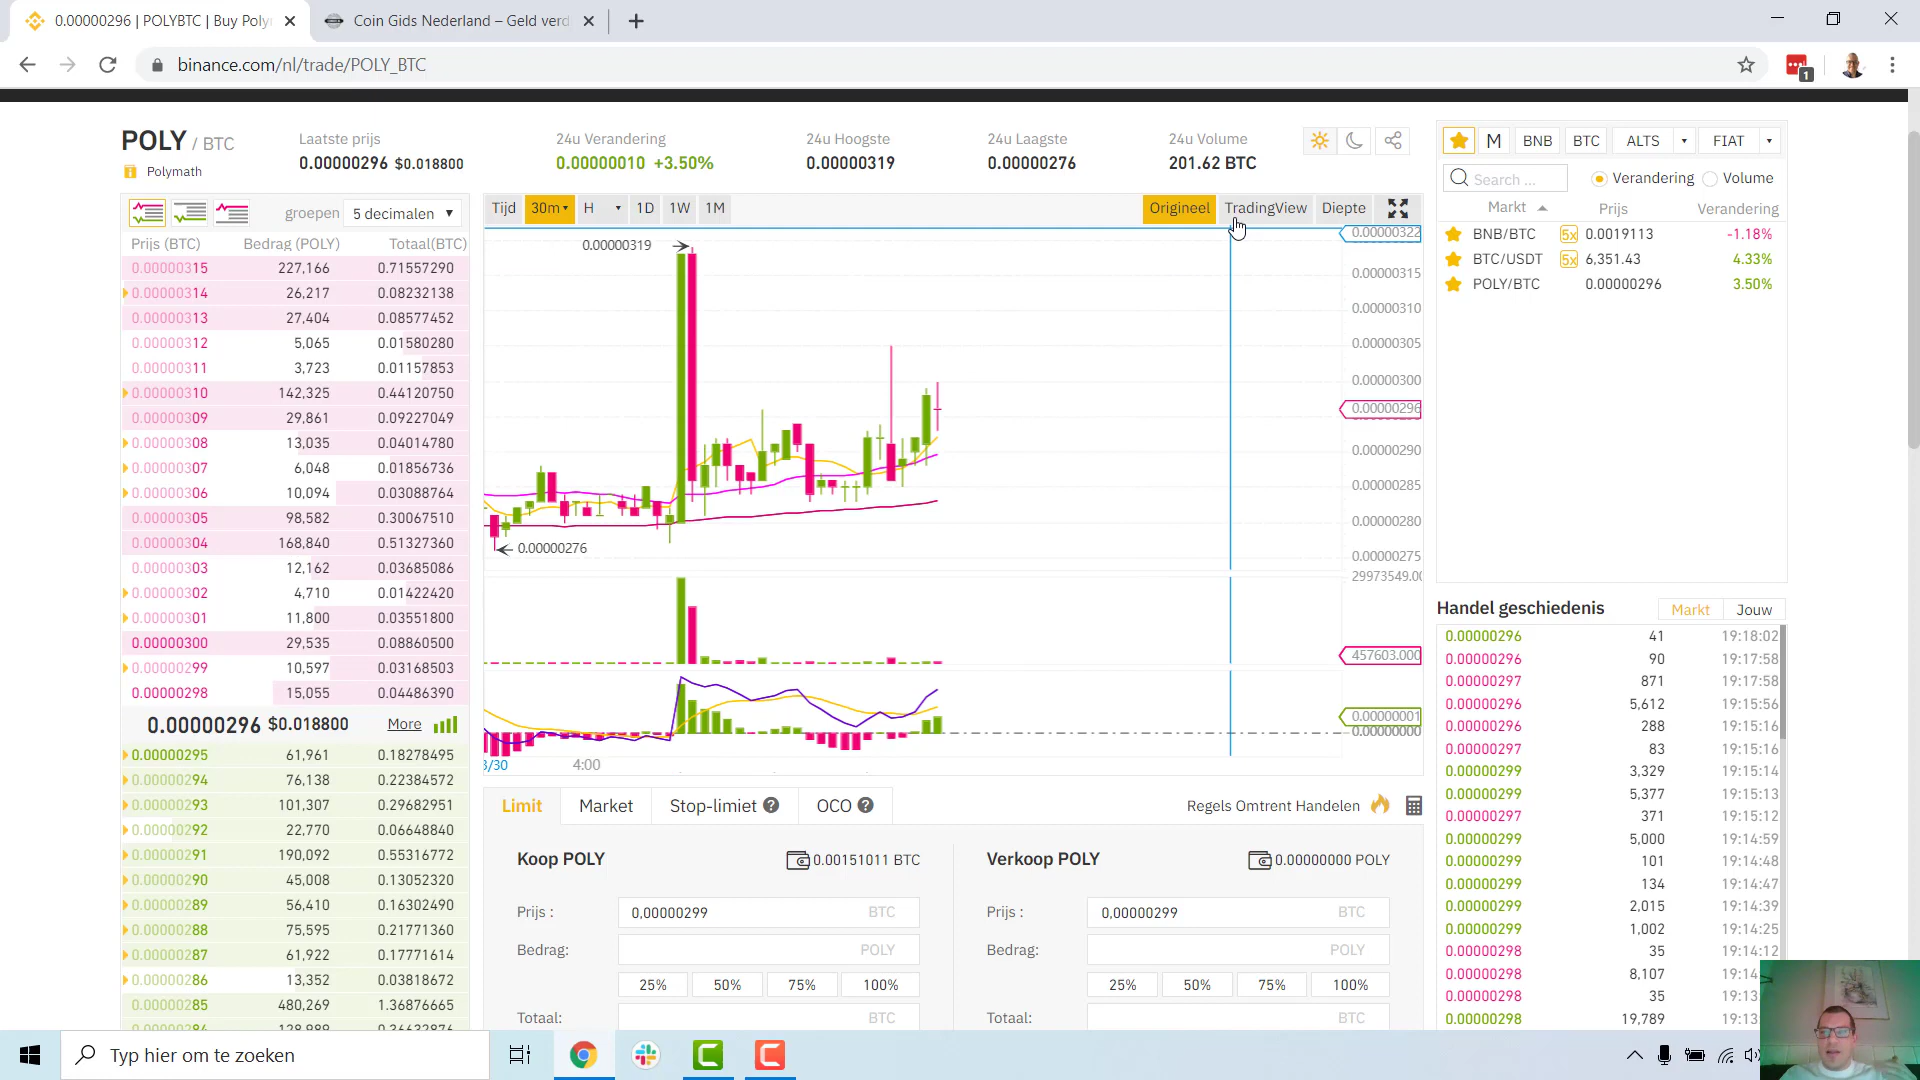 0.00000296 | POLYBTC | Buy Poly
Coin Gids Nederland – Geld verd
binance.com/nl/trade/POLY_BTC
1
POLY / BTC
Polymath
Laatste prijs
0.00000296 $0.018800
24u Verandering
0.00000010 +3.50%
24u Hoogste
0.00000319
24u Laagste
0.00000276
24u Volume
201.62 BTC
groepen 5 decimalen
Prijs (BTC) Bedrag (POLY) Totaal(BTC)
0.00000315 227,166 0.71557290
0.00000314 26,217 0.08232138
0.00000313 27,404 0.08577452
0.00000312 5,065 0.01580280
0.00000311 3,723 0.01157853
0.00000310 142,325 0.44120750
0.00000309 29,861 0.09227049
0.00000308 13,035 0.04014780
0.00000307 6,048 0.01856736
0.00000306 10,094 0.03088764
0.00000305 98,582 0.30067510
0.00000304 168,840 0.51327360
0.00000303 12,162 0.03685086
0.00000302 4,710 0.01422420
0.00000301 11,800 0.03551800
0.00000300 29,535 0.08860500
0.00000299 10,597 0.03168503
0.00000298 15,055 0.04486390
0.00000296 $0.018800 More
0.00000295 61,961 0.18278495
0.00000294 76,138 0.22384572
0.00000293 101,307 0.29682951
0.00000292 22,770 0.06648840
0.00000291 190,092 0.55316772
0.00000290 45,008 0.13052320
0.00000289 56,410 0.16302490
0.00000288 75,595 0.21771360
0.00000287 61,922 0.17771614
0.00000286 13,352 0.03818672
0.00000285 480,269 1.36876665
Tijd 30m H 1D 1W 1M
Origineel TradingView Diepte
0.00000319
0.00000276
0.00000322
0.00000315
0.00000310
0.00000305
0.00000300
0.00000296
0.00000290
0.00000285
0.00000280
0.00000275
29973549.00
457603.000
0.00000001
0.00000000
3/30 4:00
Limit Market Stop-limiet OCO
Regels Omtrent Handelen
Koop POLY 0.00151011 BTC
Prijs : 0,00000299 BTC
Bedrag: POLY
25% 50% 75% 100%
Totaal: BTC
Verkoop POLY 0.00000000 POLY
Prijs : 0,00000299 BTC
Bedrag: POLY
25% 50% 75% 100%
Totaal: BTC
M BNB BTC ALTS FIAT
Search ... Verandering Volume
Markt Prijs Verandering
BNB/BTC 5x 0.0019113 -1.18%
BTC/USDT 5x 6,351.43 4.33%
POLY/BTC 0.00000296 3.50%
Handel geschiedenis Markt Jouw
0.00000296 41 19:18:02
0.00000296 90 19:17:58
0.00000297 871 19:17:58
0.00000296 5,612 19:15:56
0.00000296 288 19:15:16
0.00000297 83 19:15:16
0.00000299 3,329 19:15:14
0.00000299 5,377 19:15:13
0.00000297 371 19:15:12
0.00000299 5,000 19:14:59
0.00000299 101 19:14:48
0.00000299 134 19:14:47
0.00000299 2,015 19:14:39
0.00000299 1,002 19:14:25
0.00000298 35 19:14:12
0.00000298 8,107 19:14
0.00000298 35 19:13
0.00000298 19,789 19:13
Typ hier om te zoeken